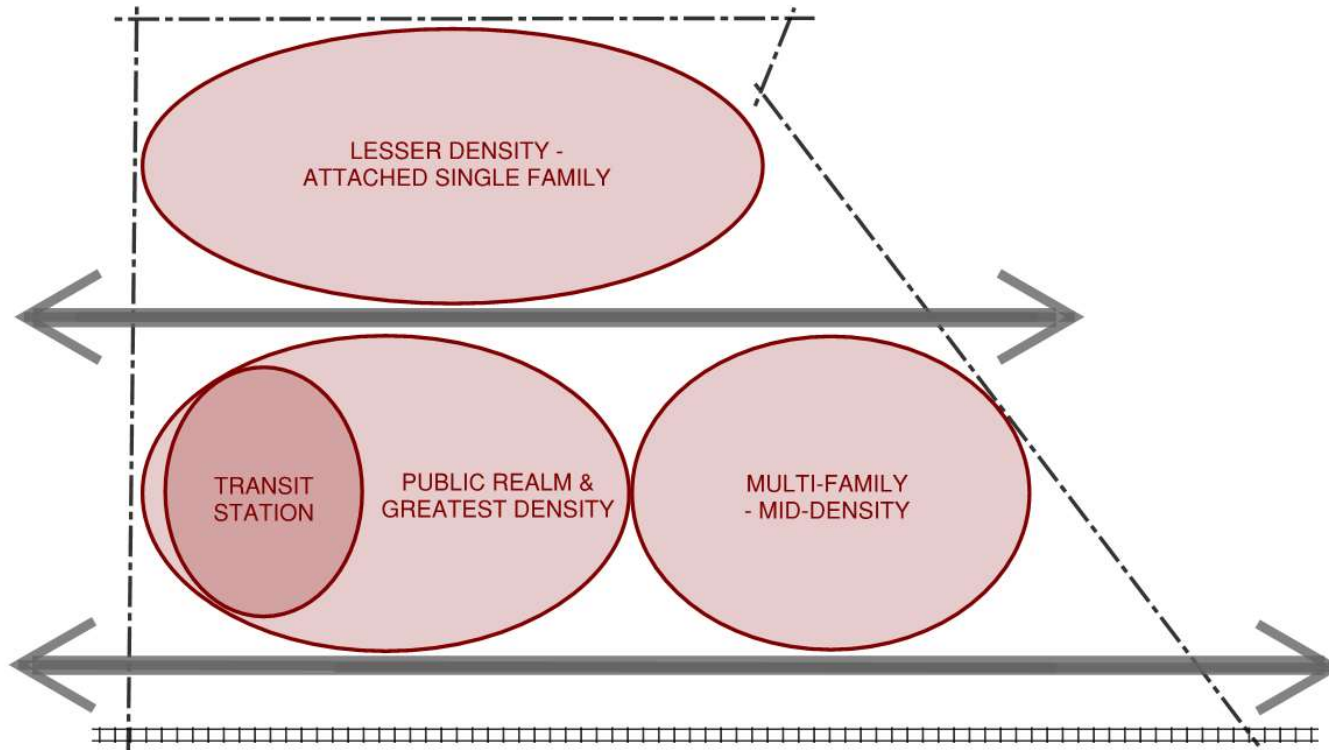 LESSER DENSITY -
ATTACHED SINGLE FAMILY
TRANSIT
STATION
PUBLIC REALM &
GREATEST DENSITY
MULTI-FAMILY
- MID-DENSITY